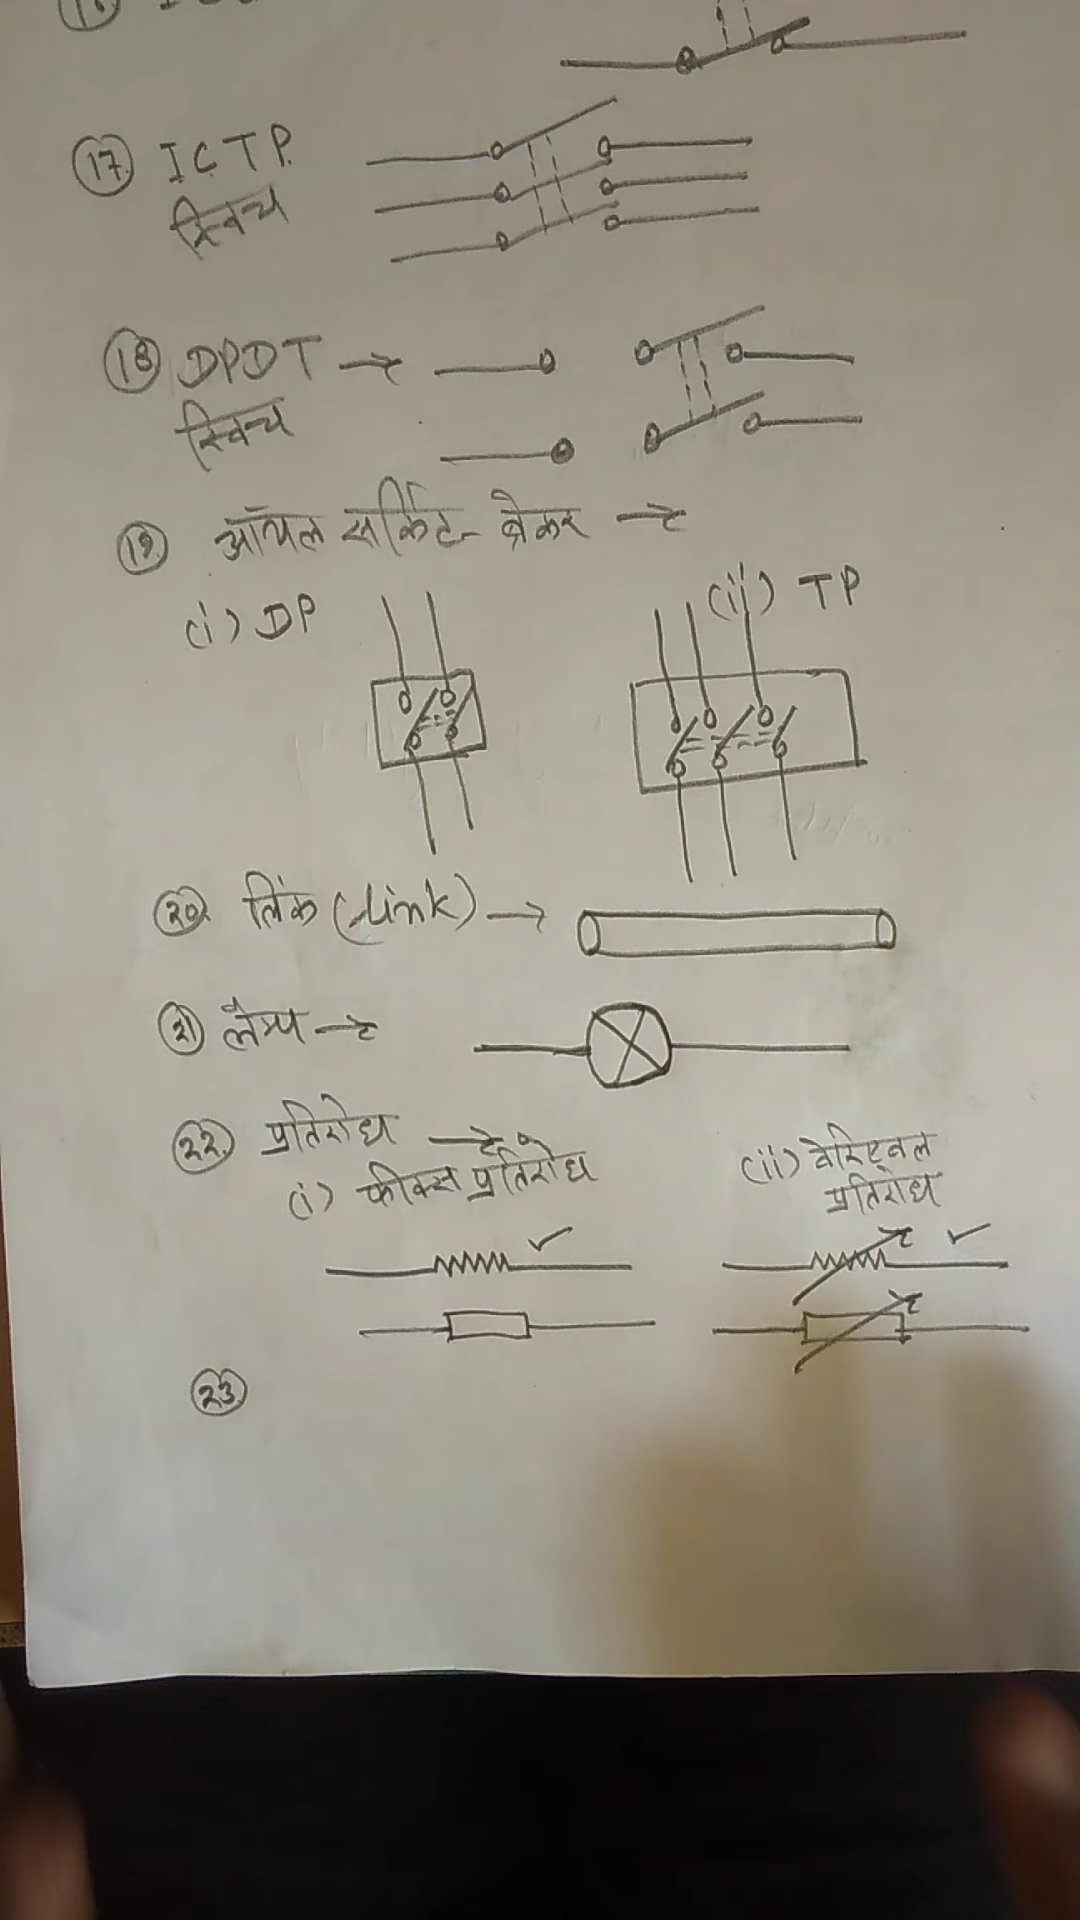 17. I.C.T.P.
स्विच
18 DPDT →
स्विच
19 ऑयल सर्किट ब्रेकर →
(i) DP
(ii) TP
20. लिंक (Link) →
21 लैम्प →
22. प्रतिरोध →
(i) फीक्स प्रतिरोध
(ii) वेरिएबल
प्रतिरोध
23.